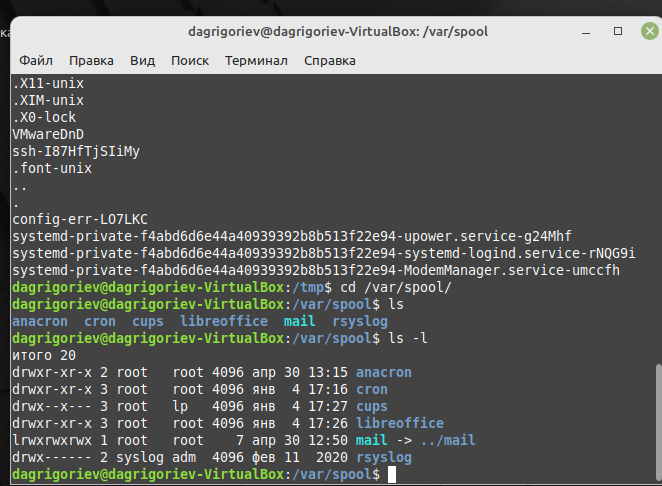 dagrigoriev@dagrigoriev-VirtualBox: /var/spool
Файл Правка Вид Поиск Терминал Справка
.X11-unix
.XIM-unix
.X0-lock
VMwareDnD
ssh-I87HfTjSIiMy
.font-unix
..
.
config-err-LO7LKC
systemd-private-f4abd6d6e44a40939392b8b513f22e94-upower.service-g24Mhf
systemd-private-f4abd6d6e44a40939392b8b513f22e94-systemd-logind.service-rNQG9i
systemd-private-f4abd6d6e44a40939392b8b513f22e94-ModemManager.service-umccfh
dagrigoriev@dagrigoriev-VirtualBox:/tmp$ cd /var/spool/
dagrigoriev@dagrigoriev-VirtualBox:/var/spool$ ls
anacron cron cups libreoffice mail rsyslog
dagrigoriev@dagrigoriev-VirtualBox:/var/spool$ ls -l
итого 20
drwxr-xr-x 2 root   root 4096 апр 30 13:15 anacron
drwxr-xr-x 3 root   root 4096 янв  4 17:16 cron
drwx--x--- 3 root   lp   4096 янв  4 17:27 cups
drwxr-xr-x 3 root   root 4096 янв  4 17:26 libreoffice
lrwxrwxrwx 1 root   root    7 апр 30 12:50 mail -> ../mail
drwx------ 2 syslog adm  4096 фев 11  2020 rsyslog
dagrigoriev@dagrigoriev-VirtualBox:/var/spool$